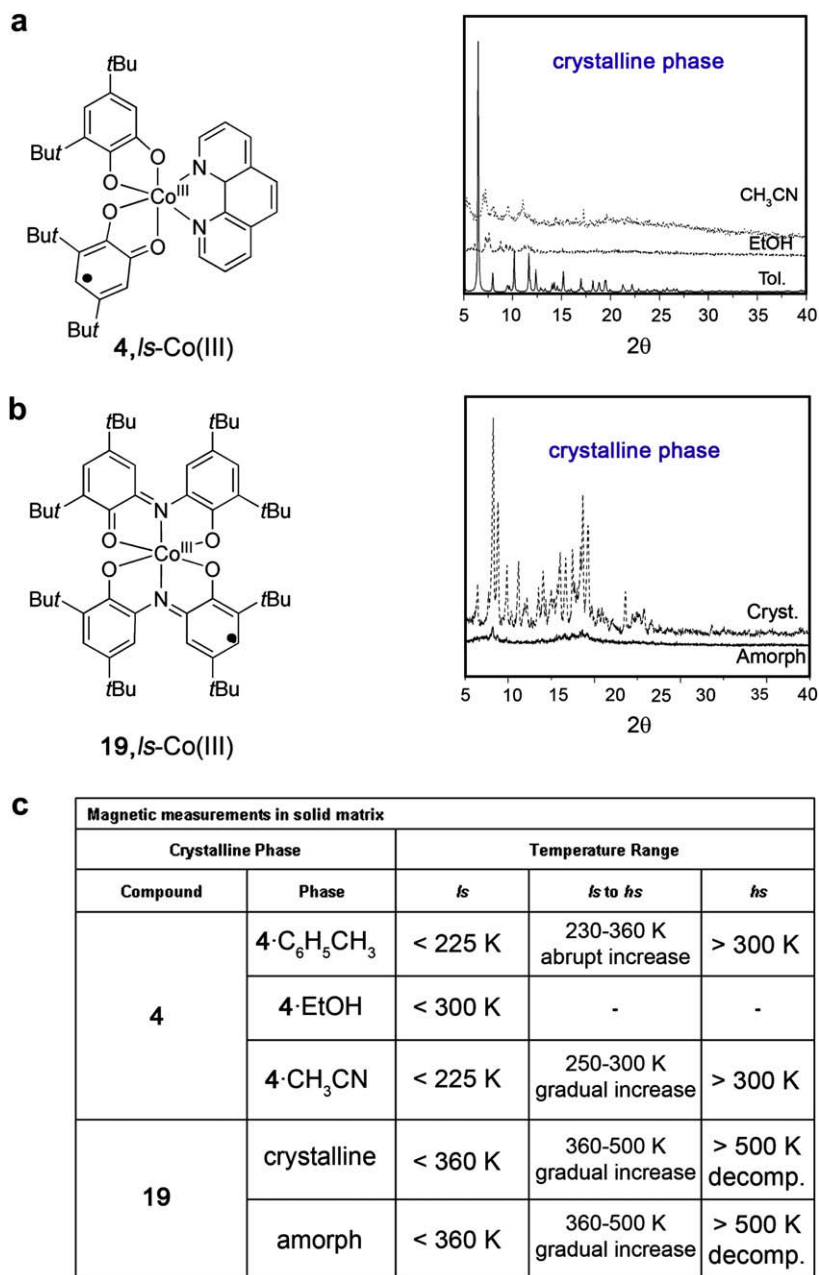 a
tBu
But
O
O
N
Co III
O
O
N
But
But
4, ls-Co(III)
crystalline phase
CH3CN
EtOH
Tol.
5 10 15 20 25 30 35 40
2θ
b
tBu tBu
But N tBu
O Co III O
O O
But N tBu
tBu tBu
19, ls-Co(III)
crystalline phase
Cryst.
Amorph
5 10 15 20 25 30 35 40
2θ
c
Magnetic measurements in solid matrix
Crystalline Phase Temperature Range
Compound Phase ls ls to hs hs
4
4·C6H5CH3 < 225 K 230-360 K
abrupt increase > 300 K
4·EtOH < 300 K - -
4·CH3CN < 225 K 250-300 K
gradual increase > 300 K
19
crystalline < 360 K 360-500 K
gradual increase > 500 K
decomp.
amorph < 360 K 360-500 K
gradual increase > 500 K
decomp.